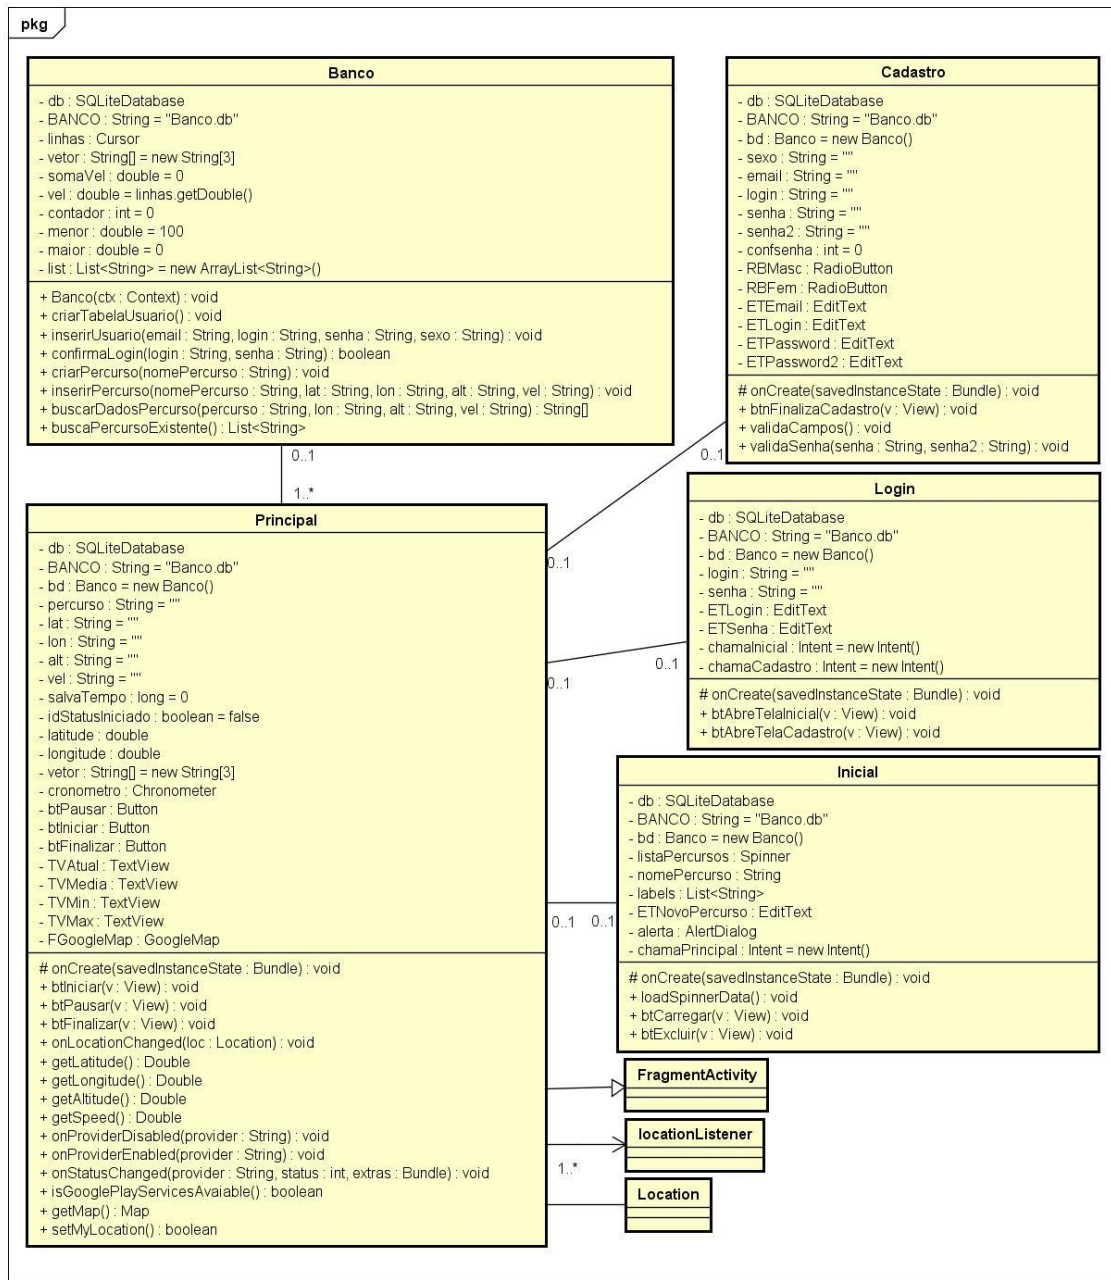 pkg
Banco
- db : SQLiteDatabase
- BANCO : String = "Banco.db"
- linhas : Cursor
- vetor : String[] = new String[3]
- somaVel : double = 0
- vel : double = linhas.getDouble()
- contador : int = 0
- menor : double = 100
- maior : double = 0
- list : List<String> = new ArrayList<String>()
+ Banco(ctx : Context) : void
+ criarTabelaUsuario() : void
+ inserirUsuario(email : String, login : String, senha : String, sexo : String) : void
+ confirmaLogin(login : String, senha : String) : boolean
+ criarPercurso(nomePercurso : String) : void
+ inserirPercurso(nomePercurso : String, lat : String, lon : String, alt : String, vel : String) : void
+ buscarDadosPercurso(percurso : String, lon : String, alt : String, vel : String) : String[]
+ buscaPercursoExistente() : List<String>
Cadastro
- db : SQLiteDatabase
- BANCO : String = "Banco.db"
- bd : Banco = new Banco()
- sexo : String = ""
- email : String = ""
- login : String = ""
- senha : String = ""
- senha2 : String = ""
- confsenha : int = 0
- RBMasc : RadioButton
- RBFem : RadioButton
- ETEmail : EditText
- ETLogin : EditText
- ETPassword : EditText
- ETPassword2 : EditText
# onCreate(savedInstanceState : Bundle) : void
+ btnFinalizaCadastro(v : View) : void
+ validaCampos() : void
+ validaSenha(senha : String, senha2 : String) : void
0..1
1..*
0..1
0..1
Principal
- db : SQLiteDatabase
- BANCO : String = "Banco.db"
- bd : Banco = new Banco()
- percurso : String = ""
- lat : String = ""
- lon : String = ""
- alt : String = ""
- vel : String = ""
- salvaTempo : long = 0
- idStatusIniciado : boolean = false
- latitude : double
- longitude : double
- vetor : String[] = new String[3]
- cronometro : Chronometer
- btPausar : Button
- btIniciar : Button
- btFinalizar : Button
- TVAtual : TextView
- TVMedia : TextView
- TVMin : TextView
- TVMax : TextView
- FGoogleMap : GoogleMap
# onCreate(savedInstanceState : Bundle) : void
+ btIniciar(v : View) : void
+ btPausar(v : View) : void
+ btFinalizar(v : View) : void
+ onLocationChanged(loc : Location) : void
+ getLatitude() : Double
+ getLongitude() : Double
+ getAltitude() : Double
+ getSpeed() : Double
+ onProviderDisabled(provider : String) : void
+ onProviderEnabled(provider : String) : void
+ onStatusChanged(provider : String, status : int, extras : Bundle) : void
+ isGooglePlayServicesAvaiable() : boolean
+ getMap() : Map
+ setMyLocation() : boolean
Login
- db : SQLiteDatabase
- BANCO : String = "Banco.db"
- bd : Banco = new Banco()
- login : String = ""
- senha : String = ""
- ETLogin : EditText
- ETSenha : EditText
- chamaInicial : Intent = new Intent()
- chamaCadastro : Intent = new Intent()
# onCreate(savedInstanceState : Bundle) : void
+ btAbreTelaInicial(v : View) : void
+ btAbreTelaCadastro(v : View) : void
0..1
0..1
Inicial
- db : SQLiteDatabase
- BANCO : String = "Banco.db"
- bd : Banco = new Banco()
- listaPercursos : Spinner
- nomePercurso : String
- labels : List<String>
- ETNovoPercurso : EditText
- alerta : AlertDialog
- chamaPrincipal : Intent = new Intent()
# onCreate(savedInstanceState : Bundle) : void
+ loadSpinnerData() : void
+ btCarregar(v : View) : void
+ btExcluir(v : View) : void
0..1 0..1
FragmentActivity
locationListener
1..*
Location